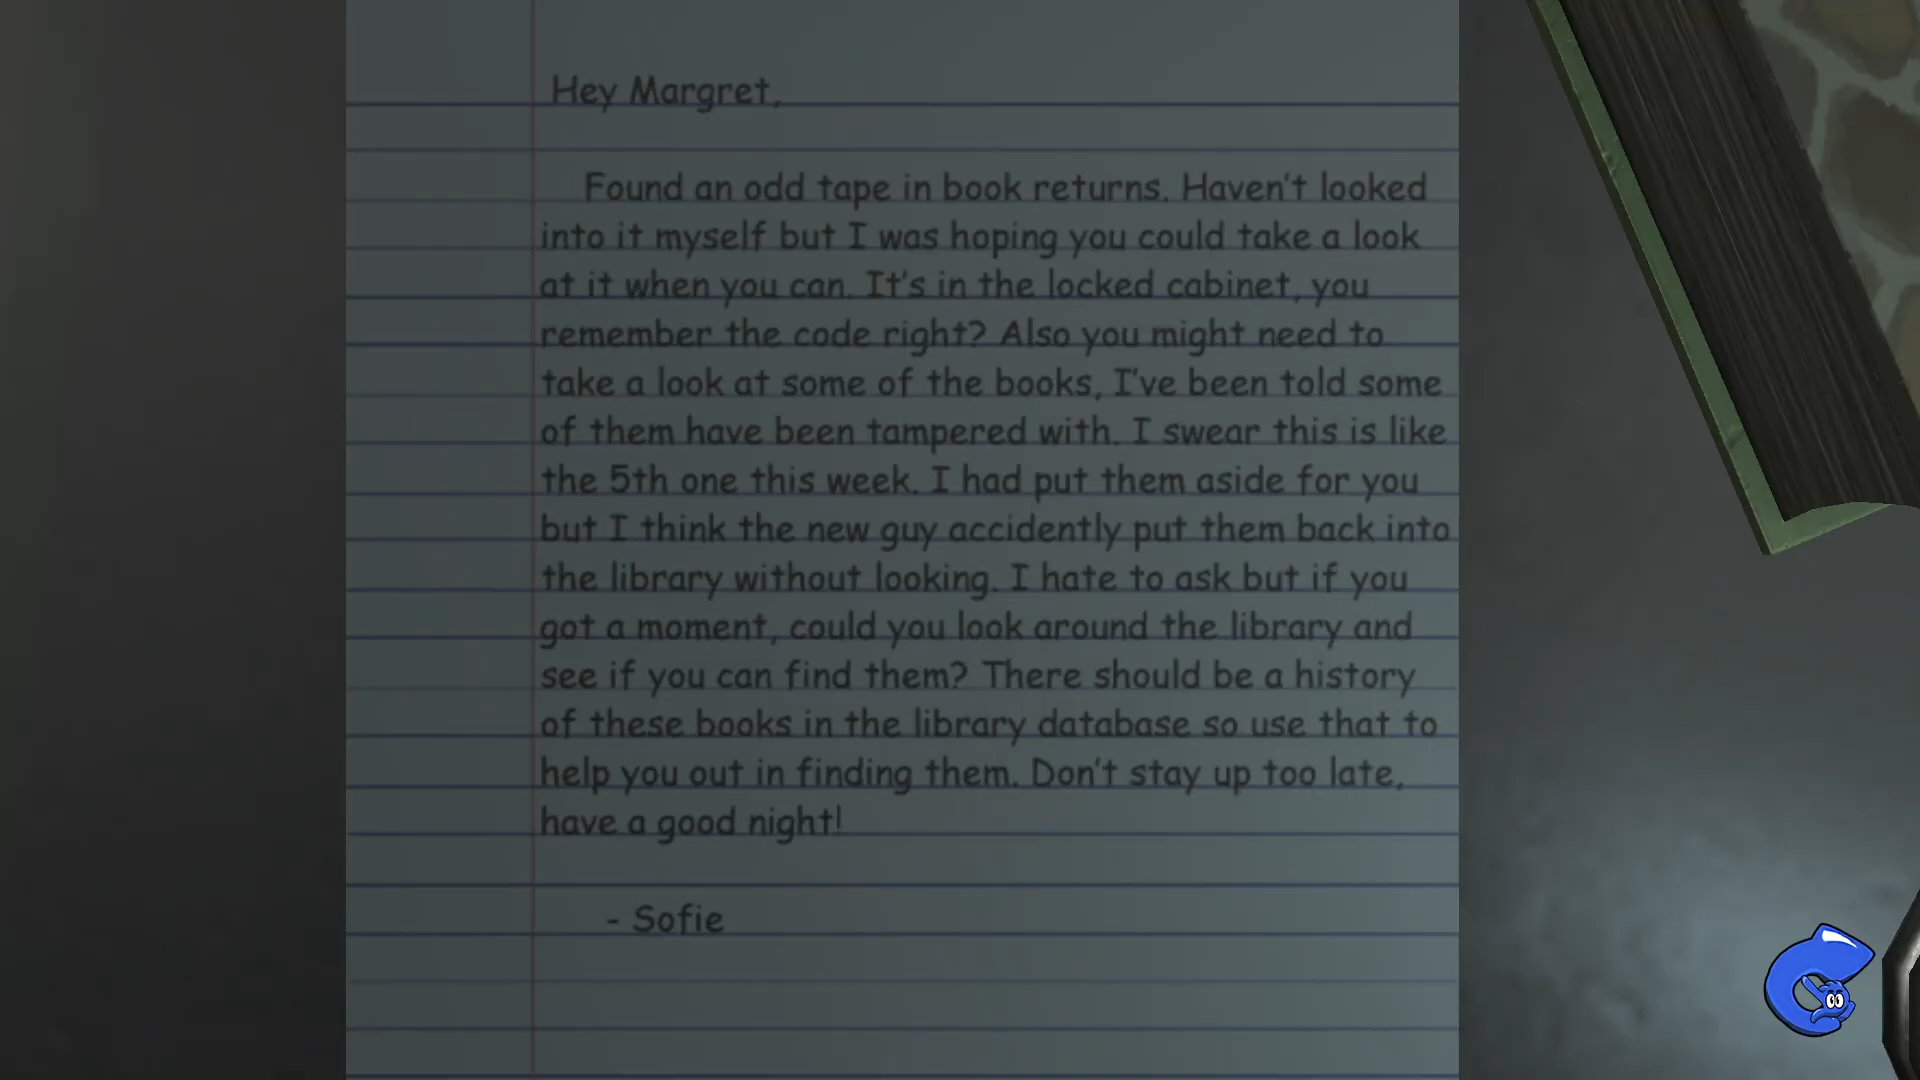 Hey Margret,
Found an odd tape in book returns. Haven't looked
into it myself but I was hoping you could take a look
at it when you can. It's in the locked cabinet, you
remember the code right? Also you might need to
take a look at some of the books, I've been told some
of them have been tampered with. I swear this is like
the 5th one this week. I had put them aside for you
but I think the new guy accidently put them back into
the library without looking. I hate to ask but if you
got a moment, could you look around the library and
see if you can find them? There should be a history
of these books in the library database so use that to
help you out in finding them. Don't stay up too late,
have a good night!
- Sofie